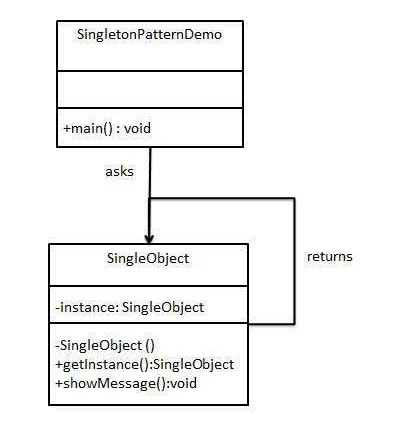 SingletonPatternDemo
+main() : void
asks
returns
SingleObject
-instance: SingleObject
-SingleObject ()
+getInstance():SingleObject
+showMessage():void